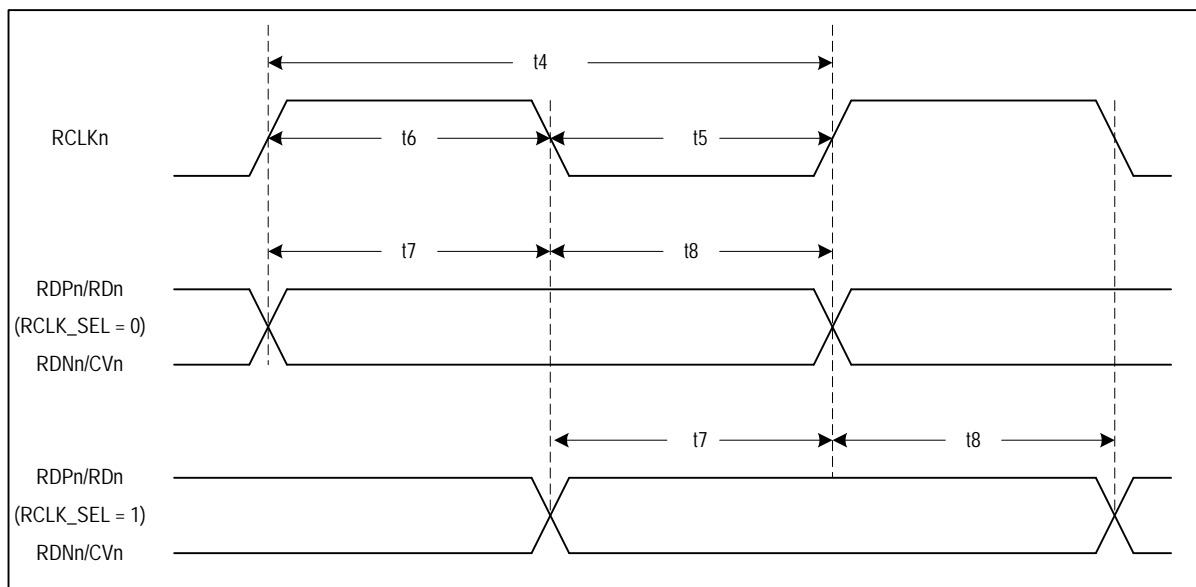 t4
RCLKn
t6
t5
t7
t8
RDPn/RDn
(RCLK_SEL = 0)
RDNn/CVn
t7
t8
RDPn/RDn
(RCLK_SEL = 1)
RDNn/CVn